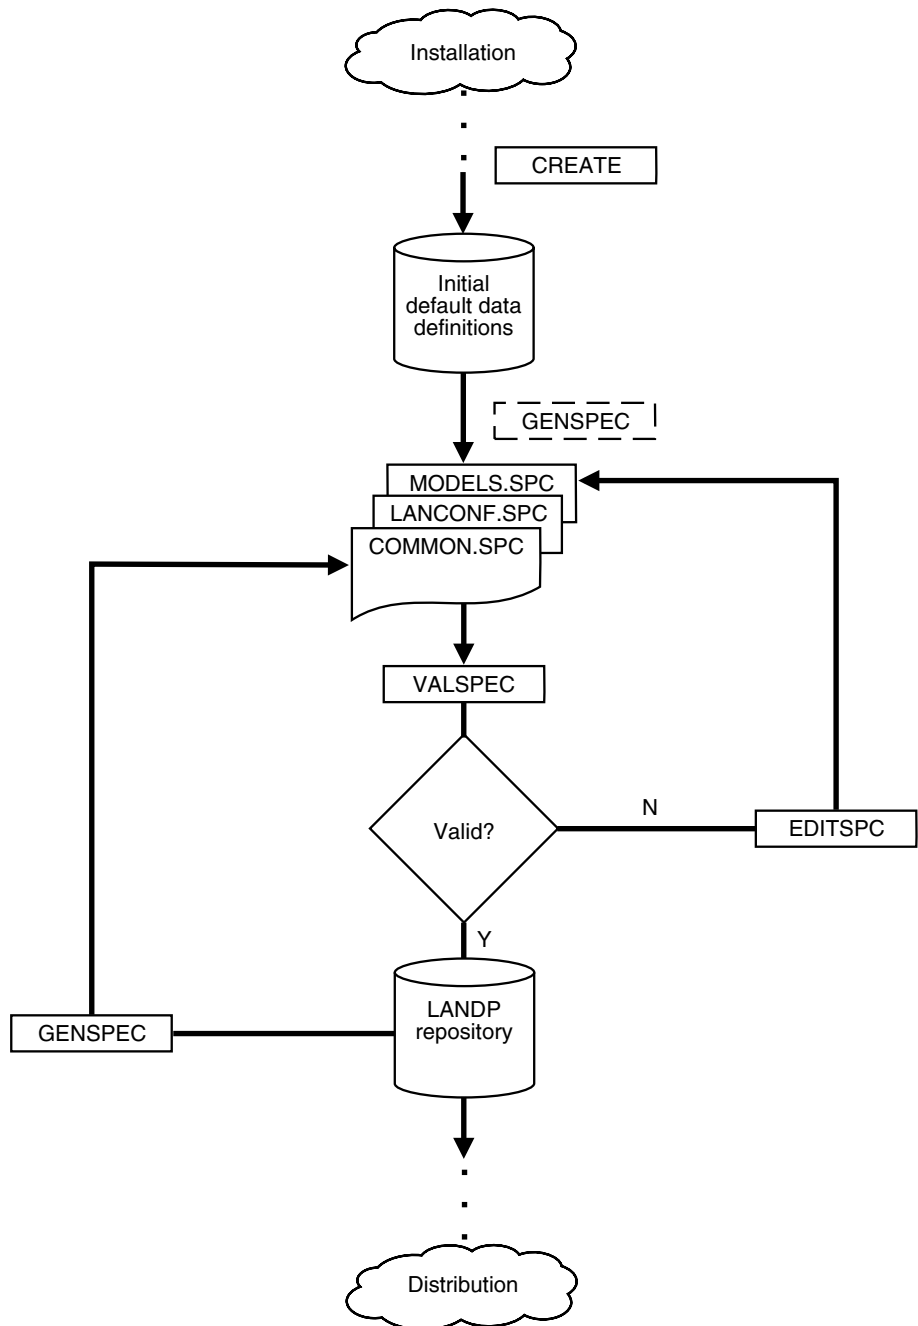 Installation
CREATE
Initial
default data
definitions
GENSPEC
MODELS.SPC
LANCONF.SPC
COMMON.SPC
VALSPEC
Valid?
N
EDITSPC
Y
LANDP
repository
GENSPEC
Distribution